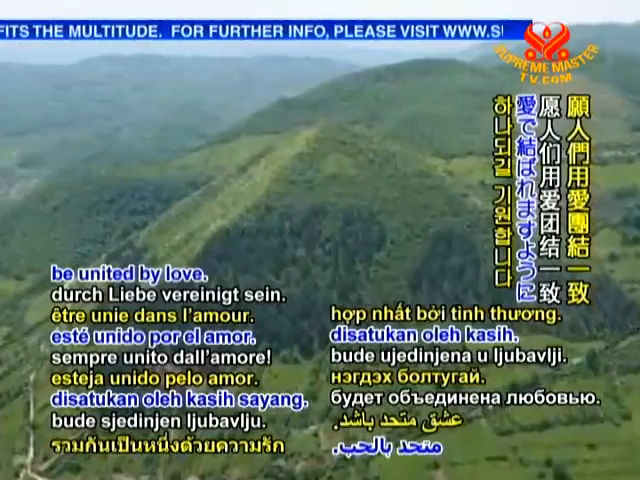 FITS THE MULTITUDE. FOR FURTHER INFO, PLEASE VISIT WWW.S
SUPREME MASTER
TV.COM
願人們用愛團結一致
愿人们用爱团结一致
愛で結ばれますように
하나되길 기원합니다
be united by love.
durch Liebe vereinigt sein.
être unie dans l'amour.
esté unido por el amor.
sempre unito dall'amore!
esteja unido pelo amor.
disatukan oleh kasih sayang.
bude sjedinjen ljubavlju.
รวมกันเป็นหนึ่งด้วยความรัก
hợp nhất bởi tình thương.
disatukan oleh kasih.
bude ujedinjena u ljubavlji.
нэгдэх болтугай.
будет объединена любовью.
عشق متحد باشد.
متحد بالحب.